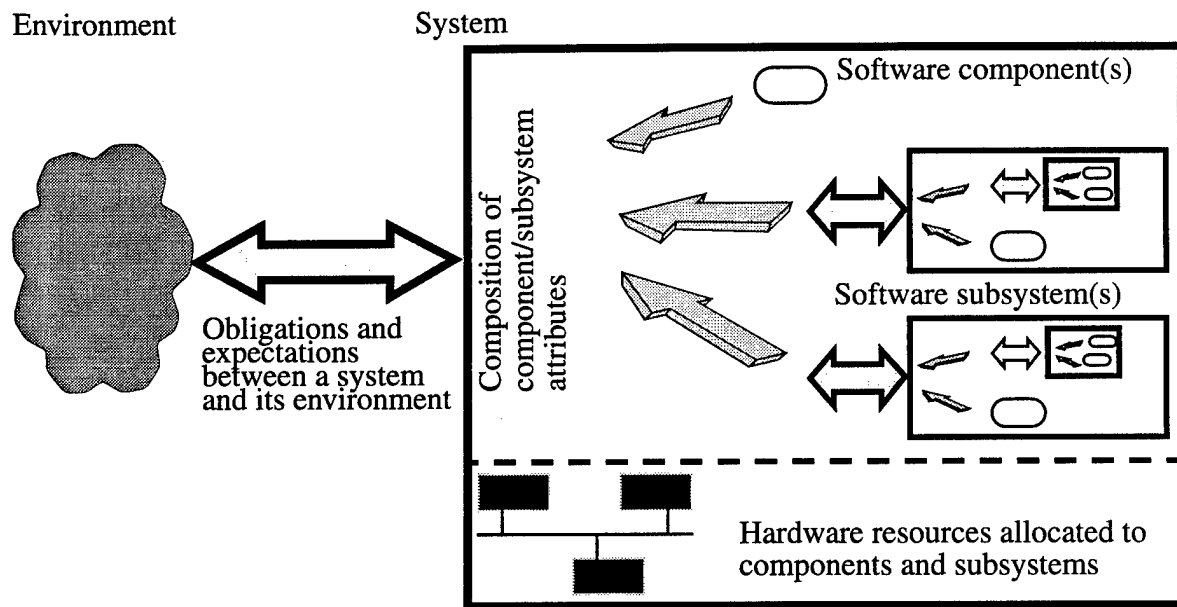 Environment
System
Software component(s)
Composition of
component/subsystem
attributes
Obligations and
expectations
between a system
and its environment
Software subsystem(s)
Hardware resources allocated to
components and subsystems